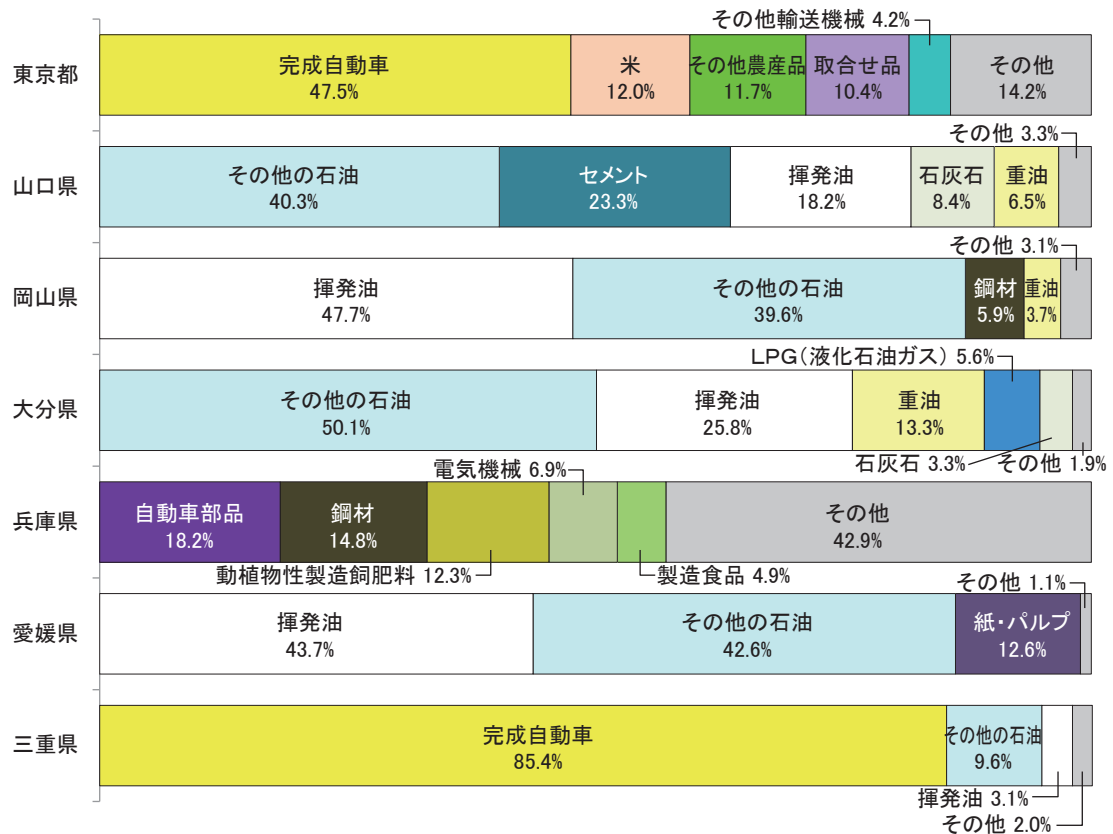 その他輸送機械 4.2%
東京都
完成自動車
47.5%
米
12.0%
その他農産品
11.7%
取合せ品
10.4%
その他
14.2%
その他 3.3%
山口県
その他の石油
40.3%
セメント
23.3%
揮発油
18.2%
石灰石
8.4%
重油
6.5%
その他 3.1%
岡山県
揮発油
47.7%
その他の石油
39.6%
鋼材
5.9%
重油
3.7%
LPG(液化石油ガス) 5.6%
大分県
その他の石油
50.1%
揮発油
25.8%
重油
13.3%
石灰石 3.3%
その他 1.9%
電気機械 6.9%
兵庫県
自動車部品
18.2%
鋼材
14.8%
その他
42.9%
動植物性製造飼肥料 12.3%
製造食品 4.9%
その他 1.1%
愛媛県
揮発油
43.7%
その他の石油
42.6%
紙・パルプ
12.6%
三重県
完成自動車
85.4%
その他の石油
9.6%
揮発油 3.1%
その他 2.0%